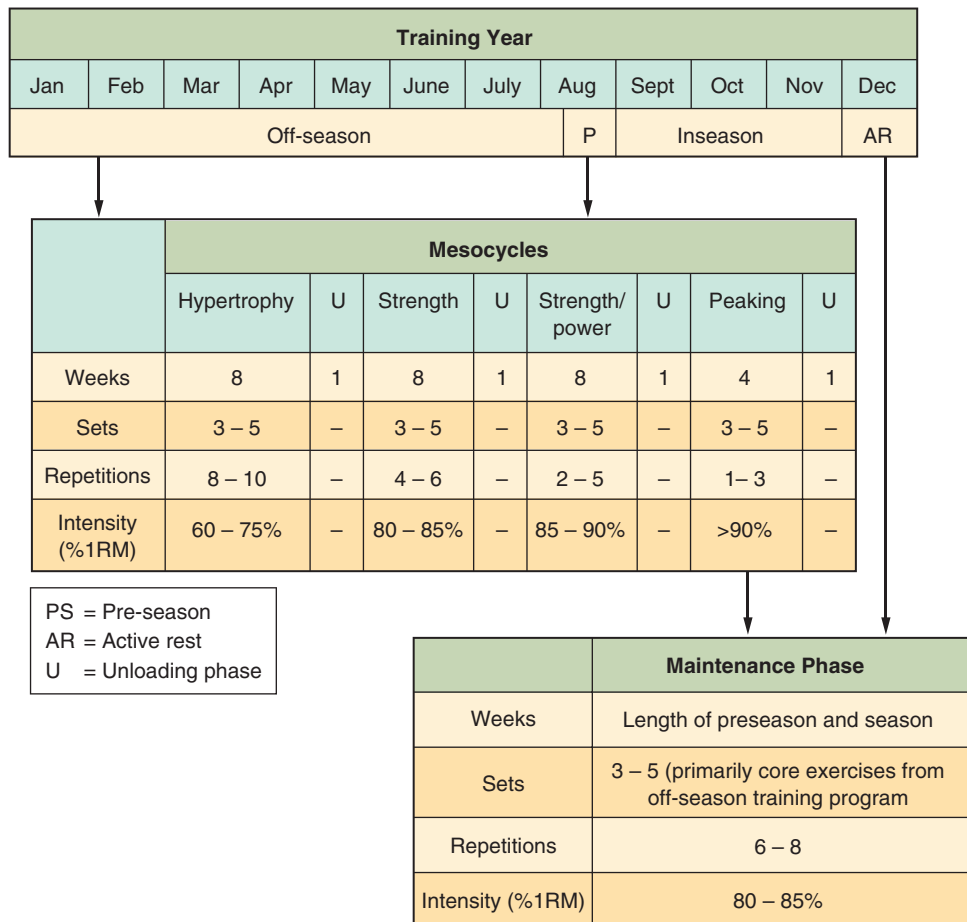 Training Year
Jan Feb Mar Apr May June July Aug Sept Oct Nov Dec
Off-season P Inseason AR
Mesocycles
Hypertrophy U Strength U Strength/ U Peaking U
power
Weeks 8 1 8 1 8 1 4 1
Sets 3 – 5 – 3 – 5 – 3 – 5 – 3 – 5 –
Repetitions 8 – 10 – 4 – 6 – 2 – 5 – 1– 3 –
Intensity 60 – 75% – 80 – 85% – 85 – 90% – >90% –
(%1RM)
PS = Pre-season
AR = Active rest
U = Unloading phase
Maintenance Phase
Weeks Length of preseason and season
Sets 3 – 5 (primarily core exercises from
off-season training program
Repetitions 6 – 8
Intensity (%1RM) 80 – 85%